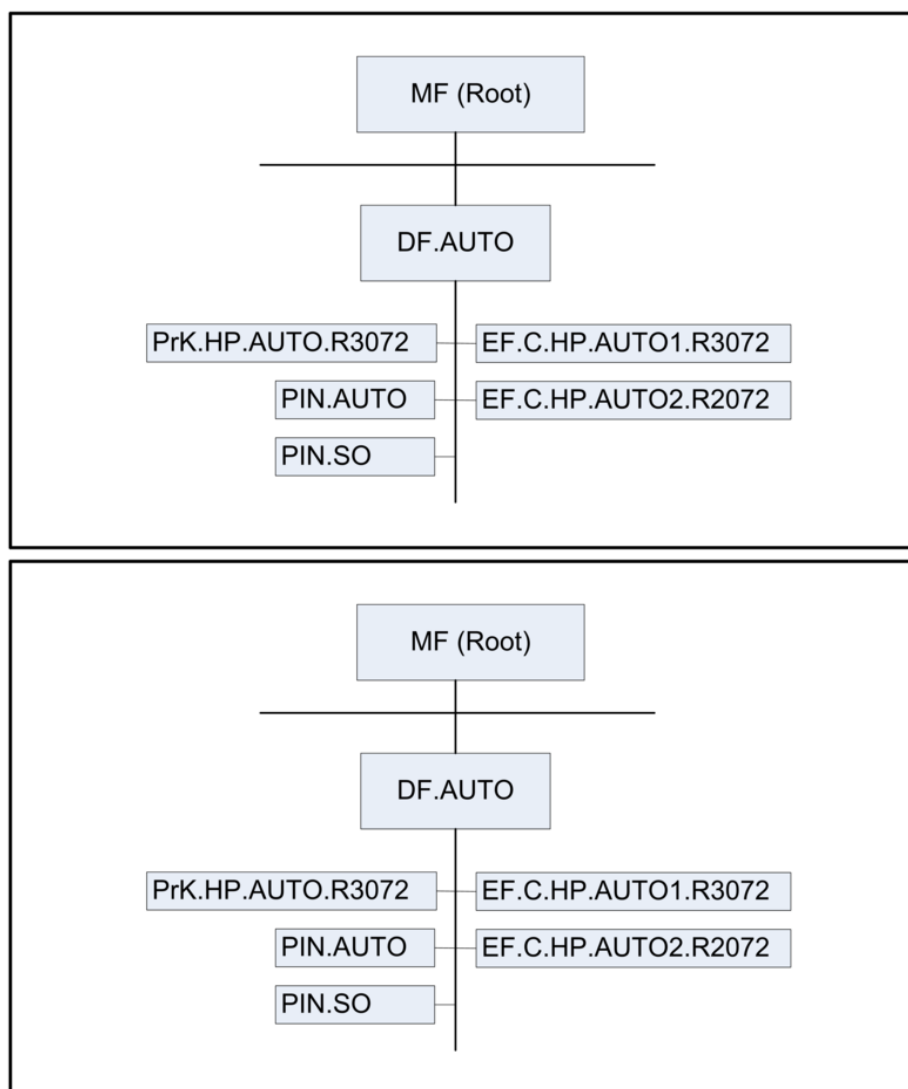 MF (Root)
DF.AUTO
PrK.HP.AUTO.R3072 EF.C.HP.AUTO1.R3072
PIN.AUTO EF.C.HP.AUTO2.R2072
PIN.SO
MF (Root)
DF.AUTO
PrK.HP.AUTO.R3072 EF.C.HP.AUTO1.R3072
PIN.AUTO EF.C.HP.AUTO2.R2072
PIN.SO